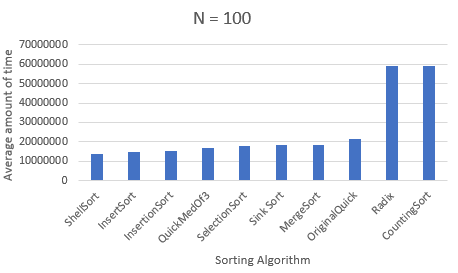 N = 100
Average amount of time
70000000
60000000
50000000
40000000
30000000
20000000
10000000
0
ShellSort
InsertSort
InsertionSort
QuickMedOf3
SelectionSort
Sink Sort
MergeSort
OriginalQuick
Radix
CountingSort
Sorting Algorithm